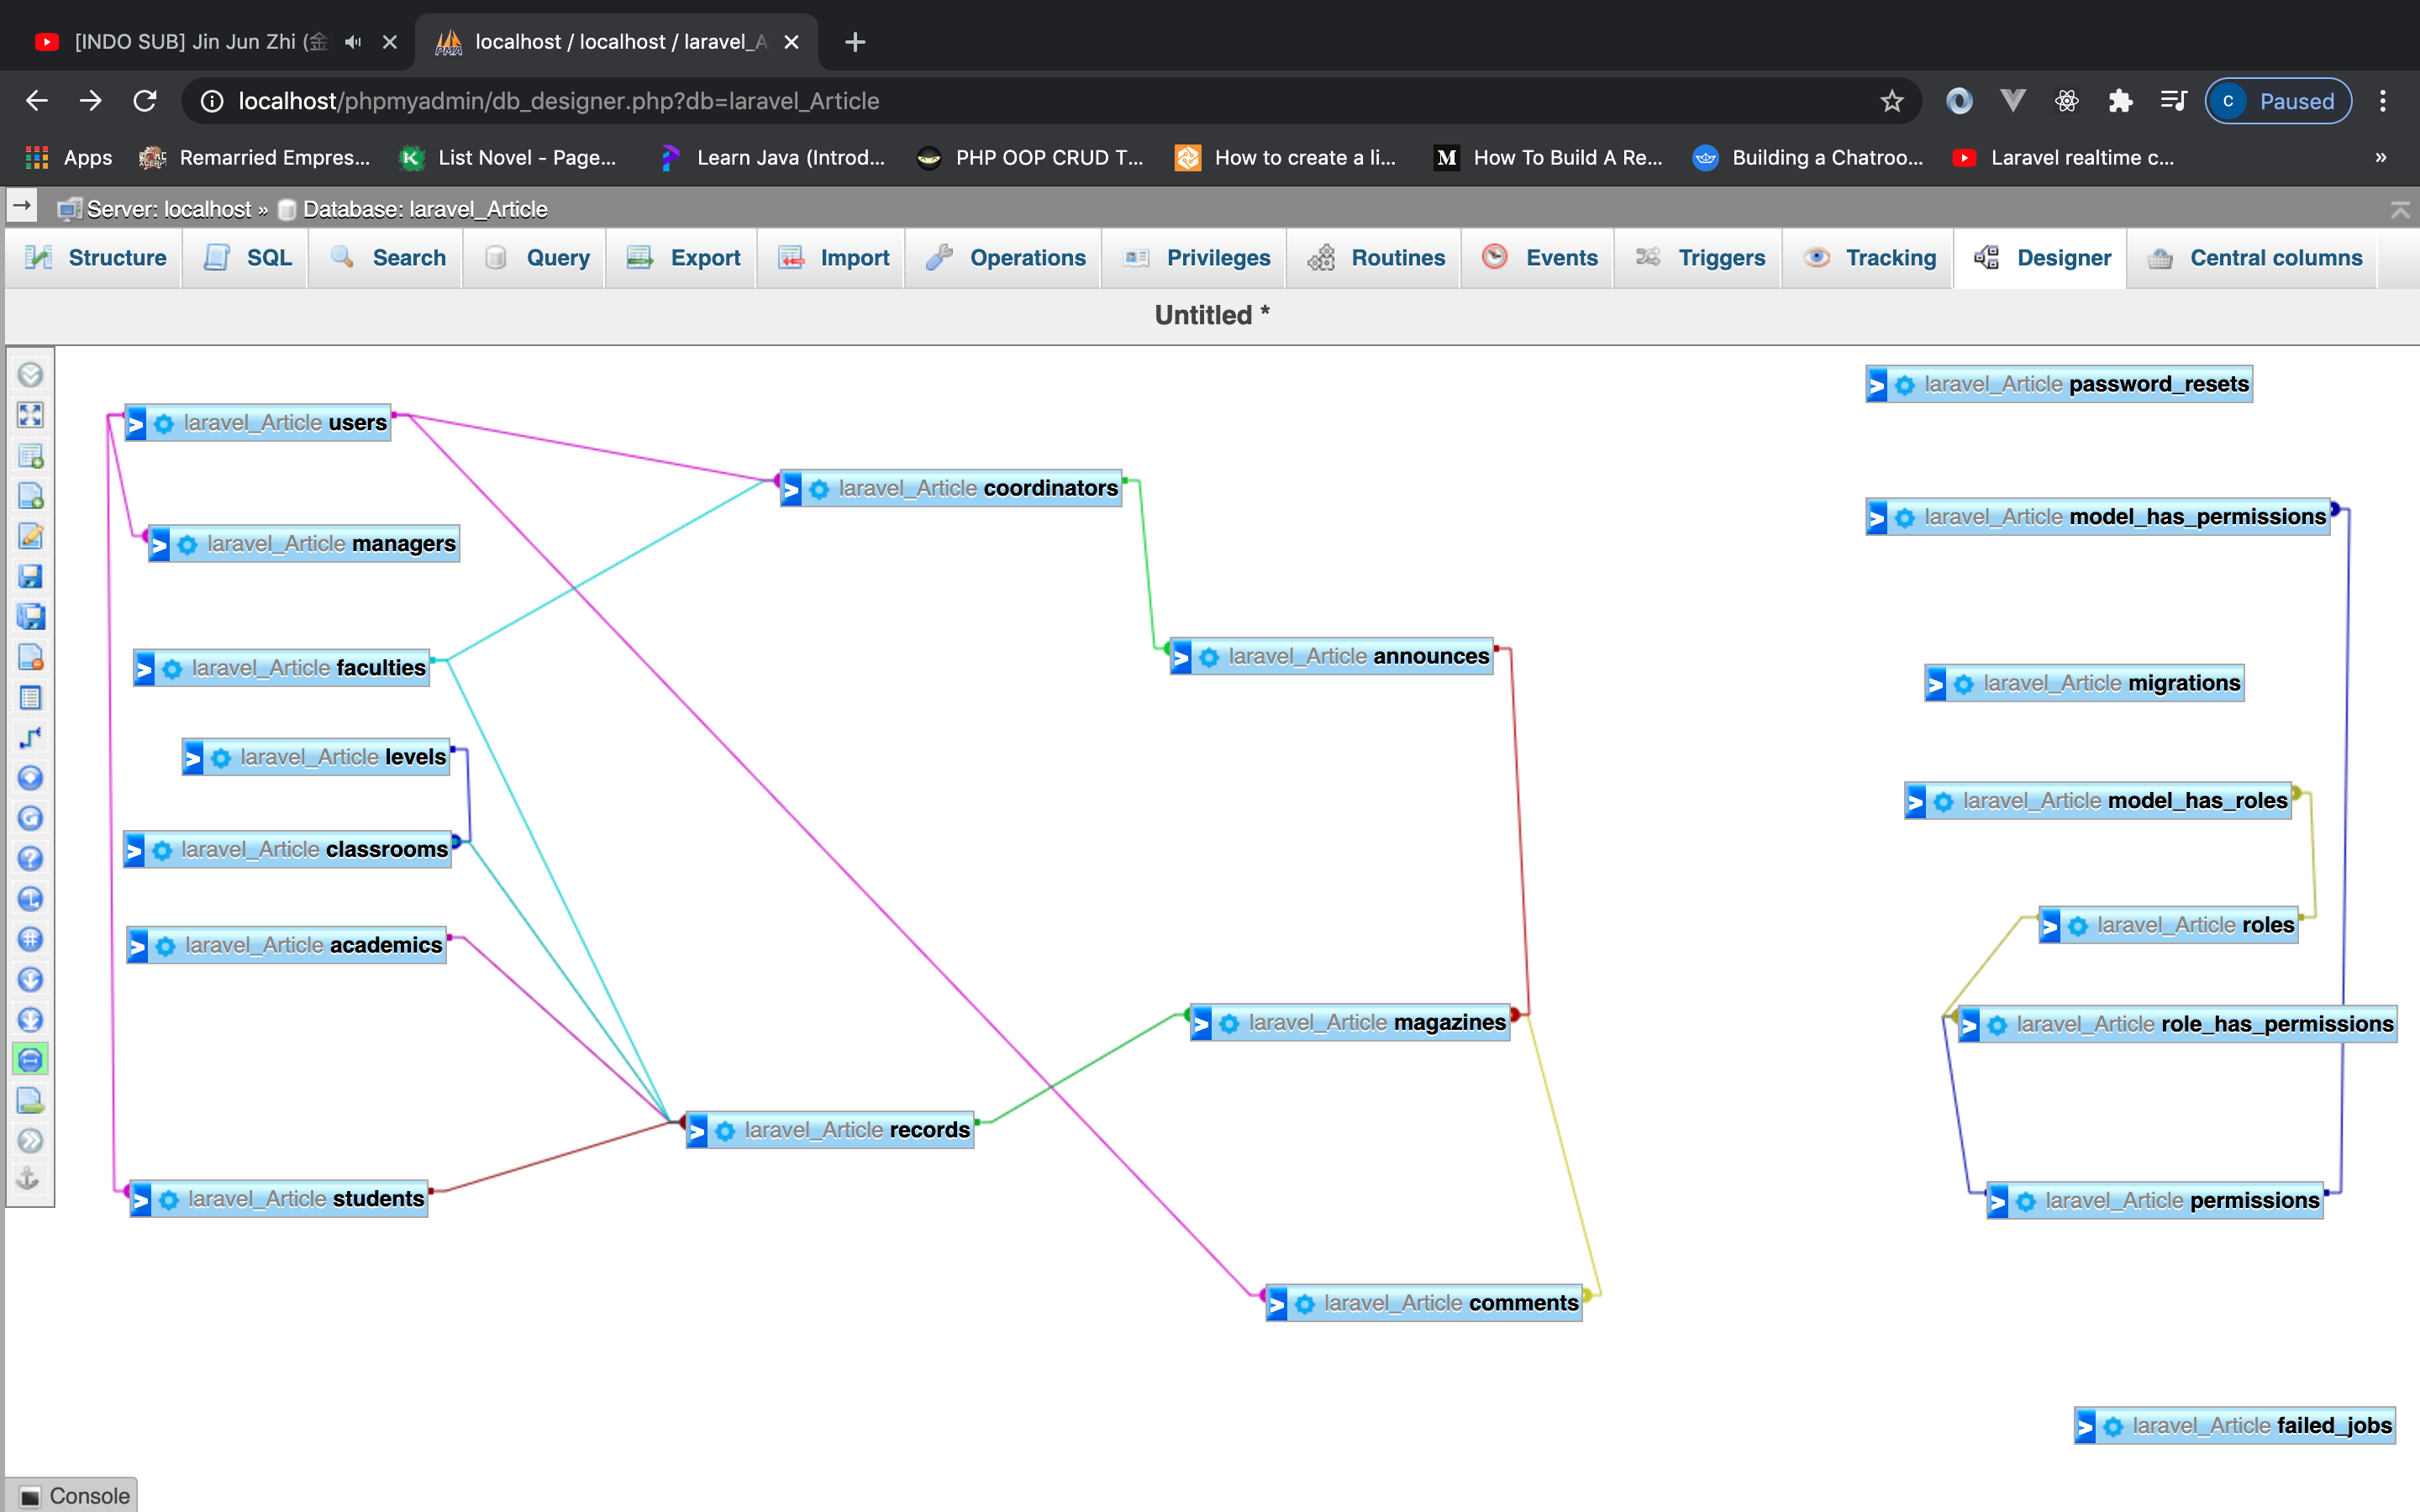 [INDO SUB] Jin Jun Zhi (金
localhost / localhost / laravel_A
localhost/phpmyadmin/db_designer.php?db=laravel_Article
C Paused
Apps Remarried Empres... List Novel - Page... Learn Java (Introd... PHP OOP CRUD T... How to create a li... M How To Build A Re... Building a Chatroo... Laravel realtime c... »
Server: localhost » Database: laravel_Article
Structure SQL Search Query Export Import Operations Privileges Routines Events Triggers Tracking Designer Central columns
Untitled *
laravel_Article password_resets
laravel_Article users
laravel_Article coordinators
laravel_Article model_has_permissions
laravel_Article managers
laravel_Article announces
laravel_Article faculties
laravel_Article migrations
laravel_Article levels
laravel_Article model_has_roles
laravel_Article classrooms
laravel_Article roles
laravel_Article academics
laravel_Article magazines
laravel_Article role_has_permissions
laravel_Article records
laravel_Article students
laravel_Article permissions
laravel_Article comments
laravel_Article failed_jobs
Console